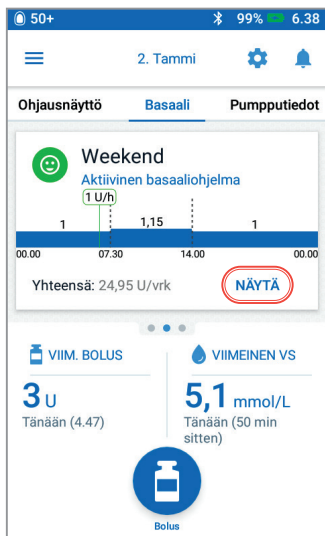 50+ 99% 6.38
2. Tammi
Ohjausnäyttö Basaali Pumpputiedot
Weekend
Aktiivinen basaaliohjelma
1 U/h
1 1,15 1
00.00 07.30 14.00 00.00
Yhteensä: 24,95 U/vrk NÄYTÄ
VIIM. BOLUS VIIMEINEN VS
3 U 5,1 mmol/L
Tänään (4.47) Tänään (50 min
sitten)
Bolus